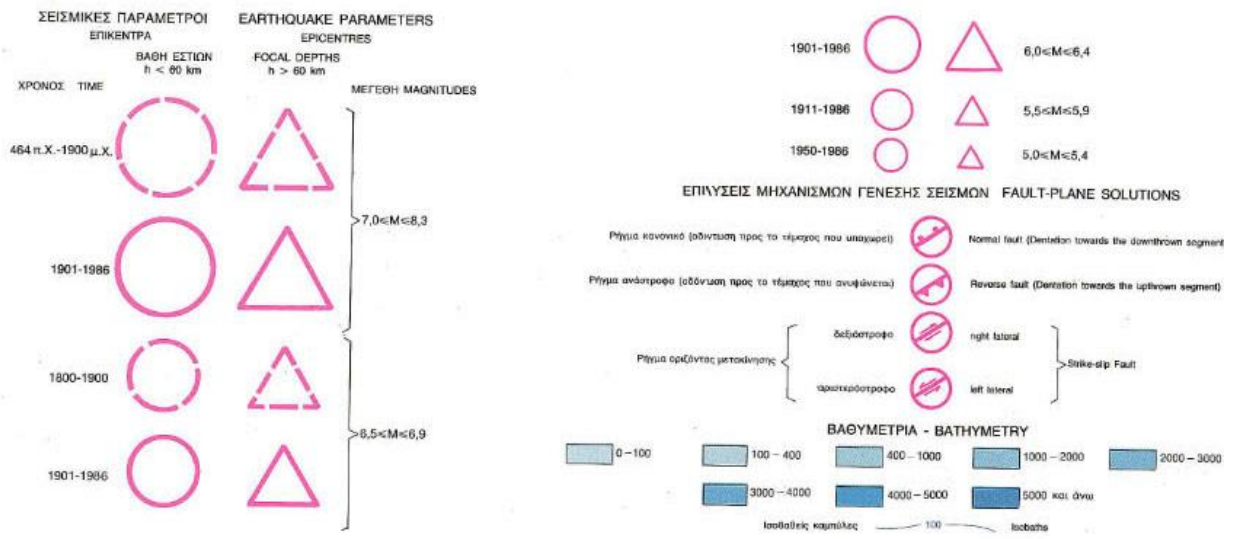 ΣΕΙΣΜΙΚΕΣ ΠΑΡΑΜΕΤΡΟΙ EARTHQUAKE PARAMETERS
ΕΠΙΚΕΝΤΡΑ EPICENTRES
ΒΑΘΗ ΕΣΤΙΩΝ FOCAL DEPTHS
h < 60 km h > 60 km
ΧΡΟΝΟΣ TIME ΜΕΓΕΘΗ MAGNITUDES
464 π.Χ.-1900 μ.Χ.
7,0≤M≤8,3
1901-1986
1800-1900
6,5≤M≤6,9
1901-1986
1901-1986 6,0≤M≤6,4
1911-1986 5,5≤M≤5,9
1950-1986 5,0≤M≤5,4
ΕΠΙΛΥΣΕΙΣ ΜΗΧΑΝΙΣΜΩΝ ΓΕΝΕΣΗΣ ΣΕΙΣΜΩΝ FAULT-PLANE SOLUTIONS
Ρήγμα κανονικό (οδόντωση προς το τέμαχος που υποχωρεί) Normal fault (Dentation towards the downthrown segment
Ρήγμα ανάστροφο (οδόντωση προς το τέμαχος που ανυψώνεται) Reverse fault (Dentation towards the upthrown segment)
δεξιόστροφο right lateral
Ρήγμα οριζόντας μετακίνησης Strike-slip Fault
αριστερόστροφο left lateral
ΒΑΘΥΜΕΤΡΙΑ - BATHYMETRY
0-100 100-400 400-1000 1000-2000 2000-3000
3000-4000 4000-5000 5000 και άνω
Ισοβαθείς καμπύλες 100 Isobaths